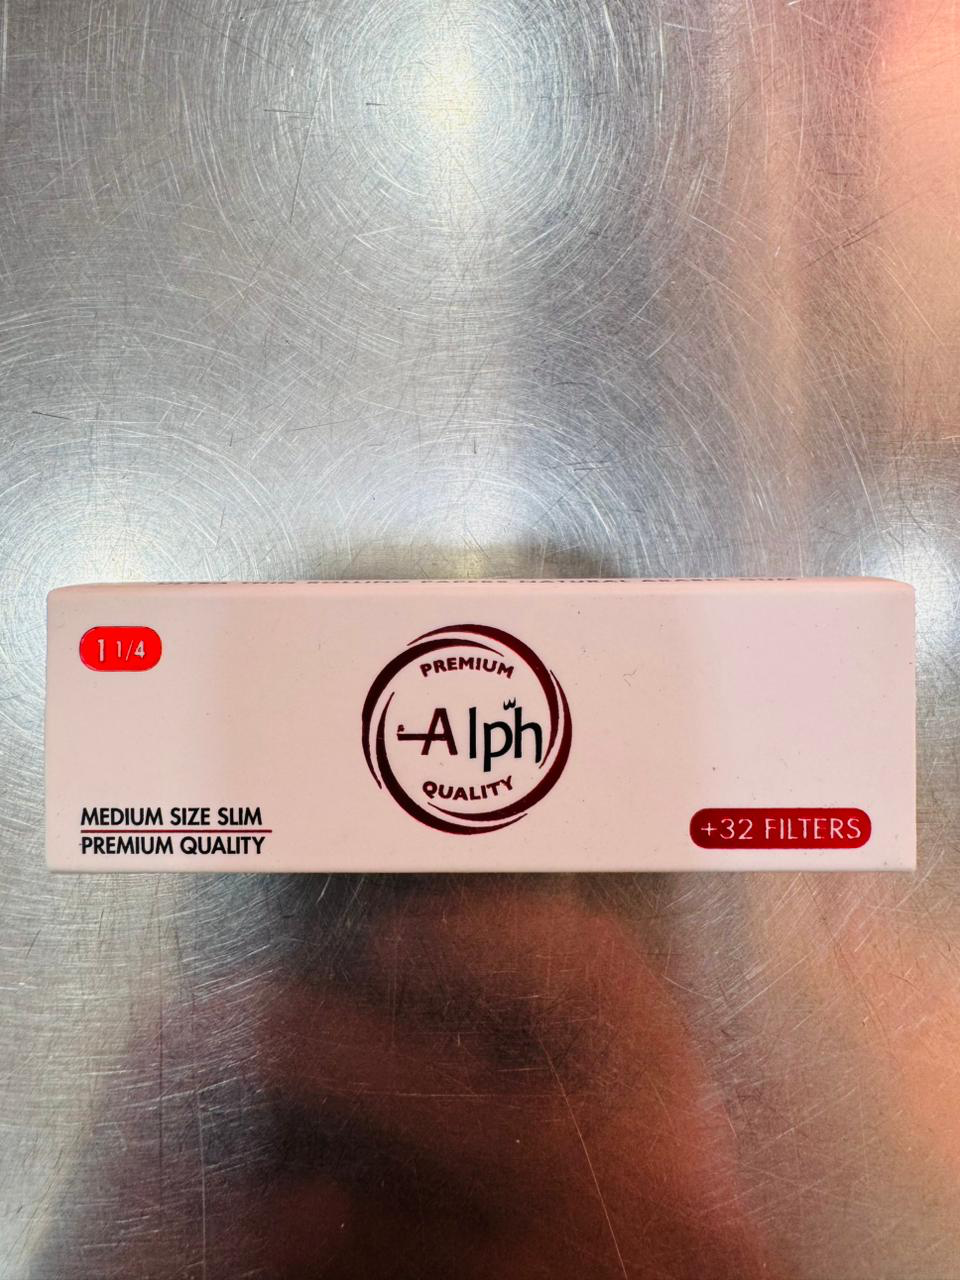 1 1/4
PREMIUM
Alph
QUALITY
MEDIUM SIZE SLIM
PREMIUM QUALITY
+32 FILTERS